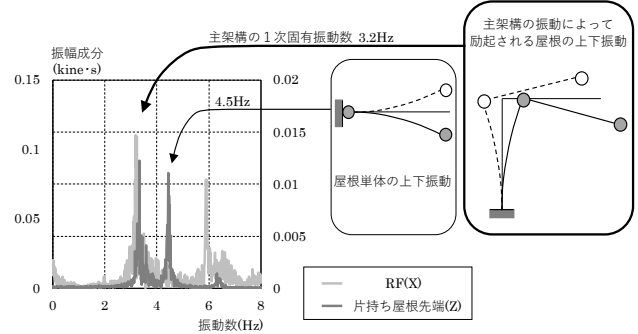 主架構の１次固有振動数 3.2Hz
主架構の振動によって
励起される屋根の上下振動
振幅成分
(kine･s)
0.15
0.02
4.5Hz
0.015
0.1
0.01
屋根単体の上下振動
0.05
0.005
0
0
0
2
4
6
8
振動数(Hz)
RF(X)
片持ち屋根先端(Z)